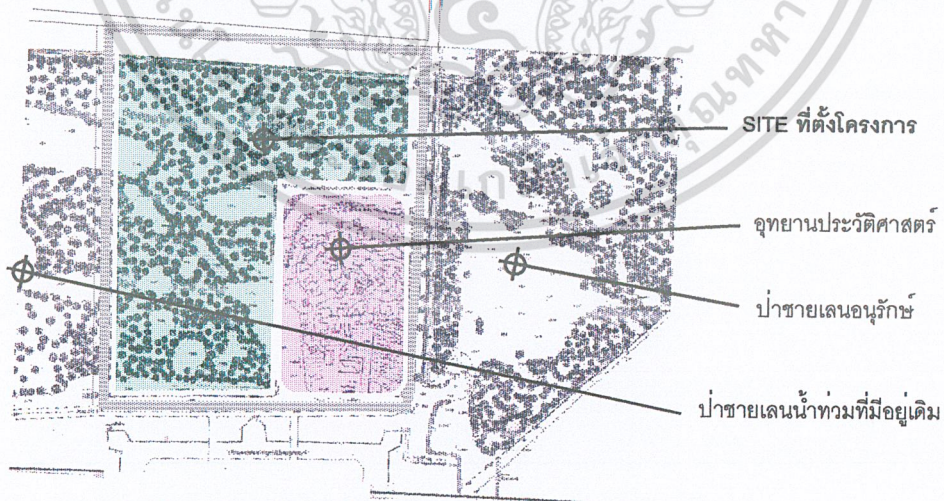 SITE ที่ตั้งโครงการ
อุทยานประวัติศาสตร์
ป่าชายเลนอนุรักษ์
ป่าชายเลนน้ำท่วมที่มีอยู่เดิม